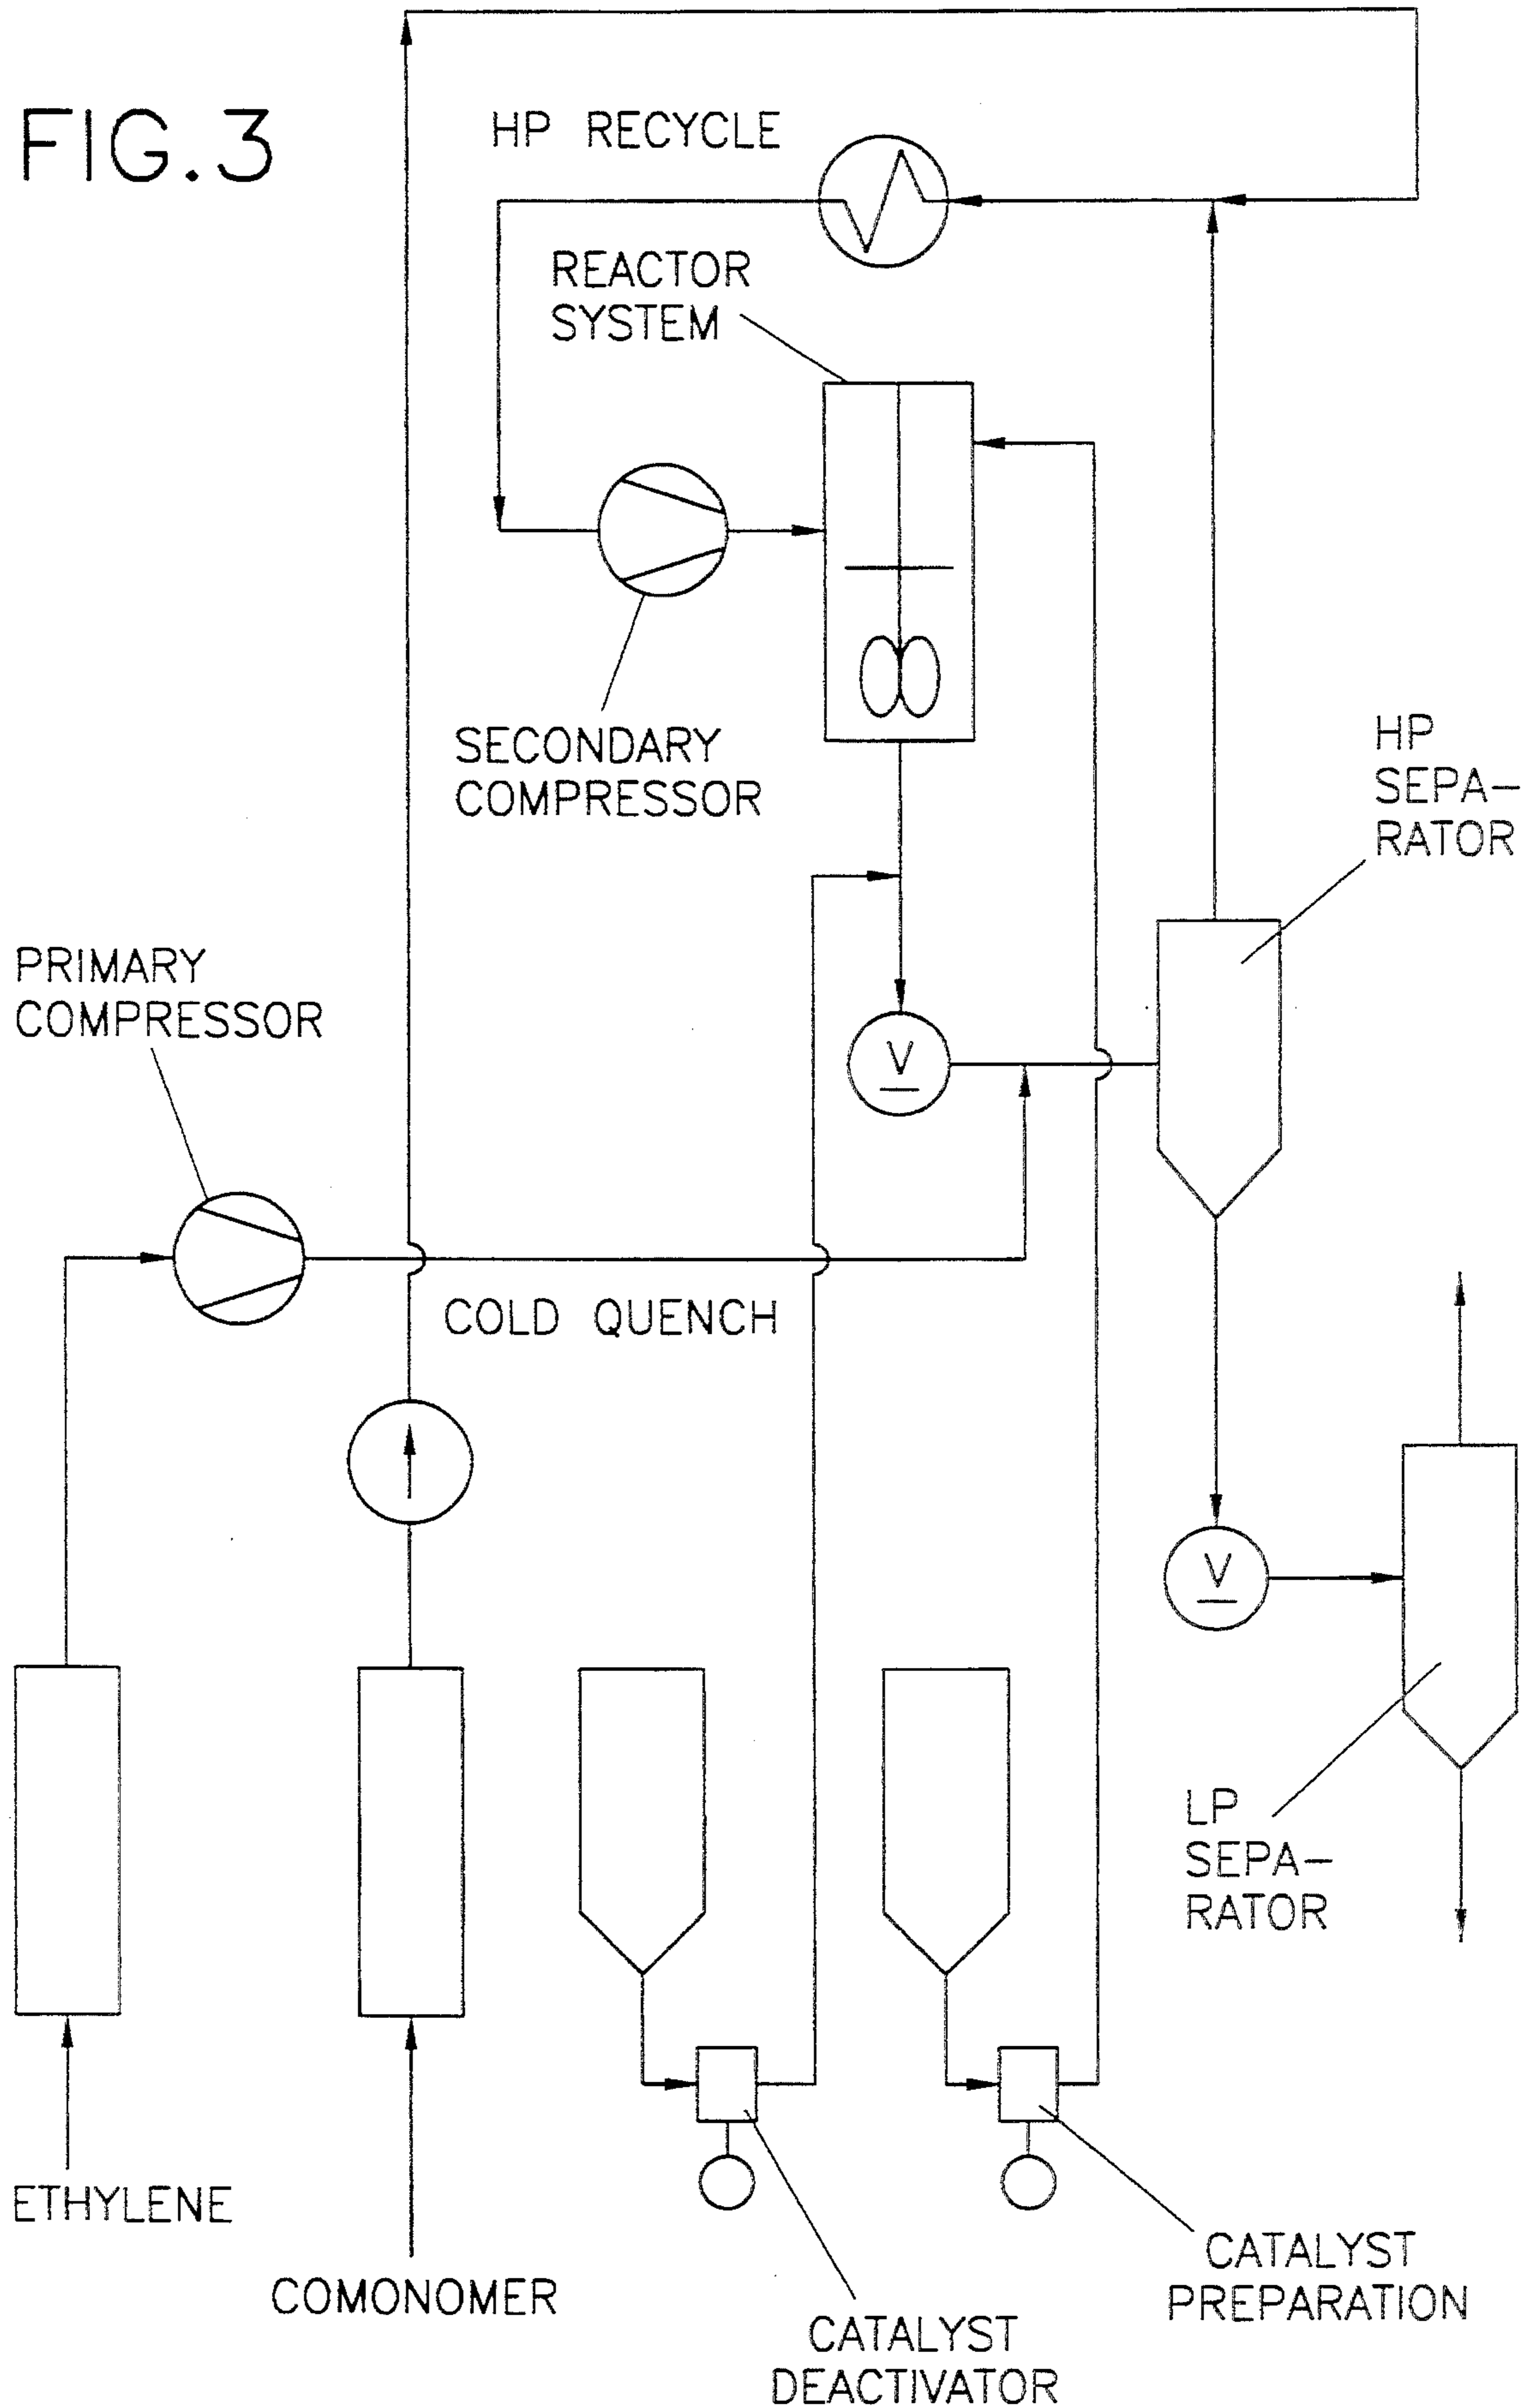 FIG.3
HP RECYCLE
REACTOR
SYSTEM
SECONDARY
COMPRESSOR
HP
SEPA-
RATOR
PRIMARY
COMPRESSOR
V
COLD QUENCH
V
LP
SEPA-
RATOR
ETHYLENE
COMONOMER
CATALYST
PREPARATION
CATALYST
DEACTIVATOR